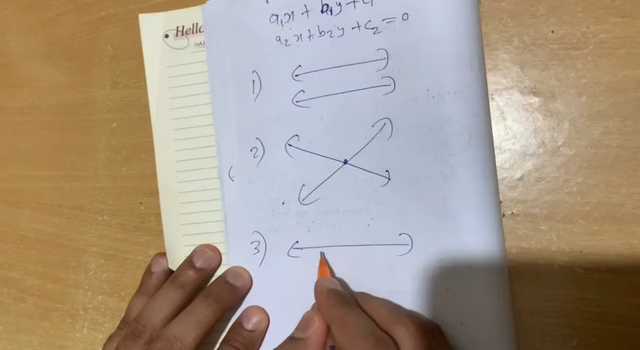 a₁x + b₁y + c₁
a₂x + b₂y + c₂ = 0
Hello
1)
2)
3)